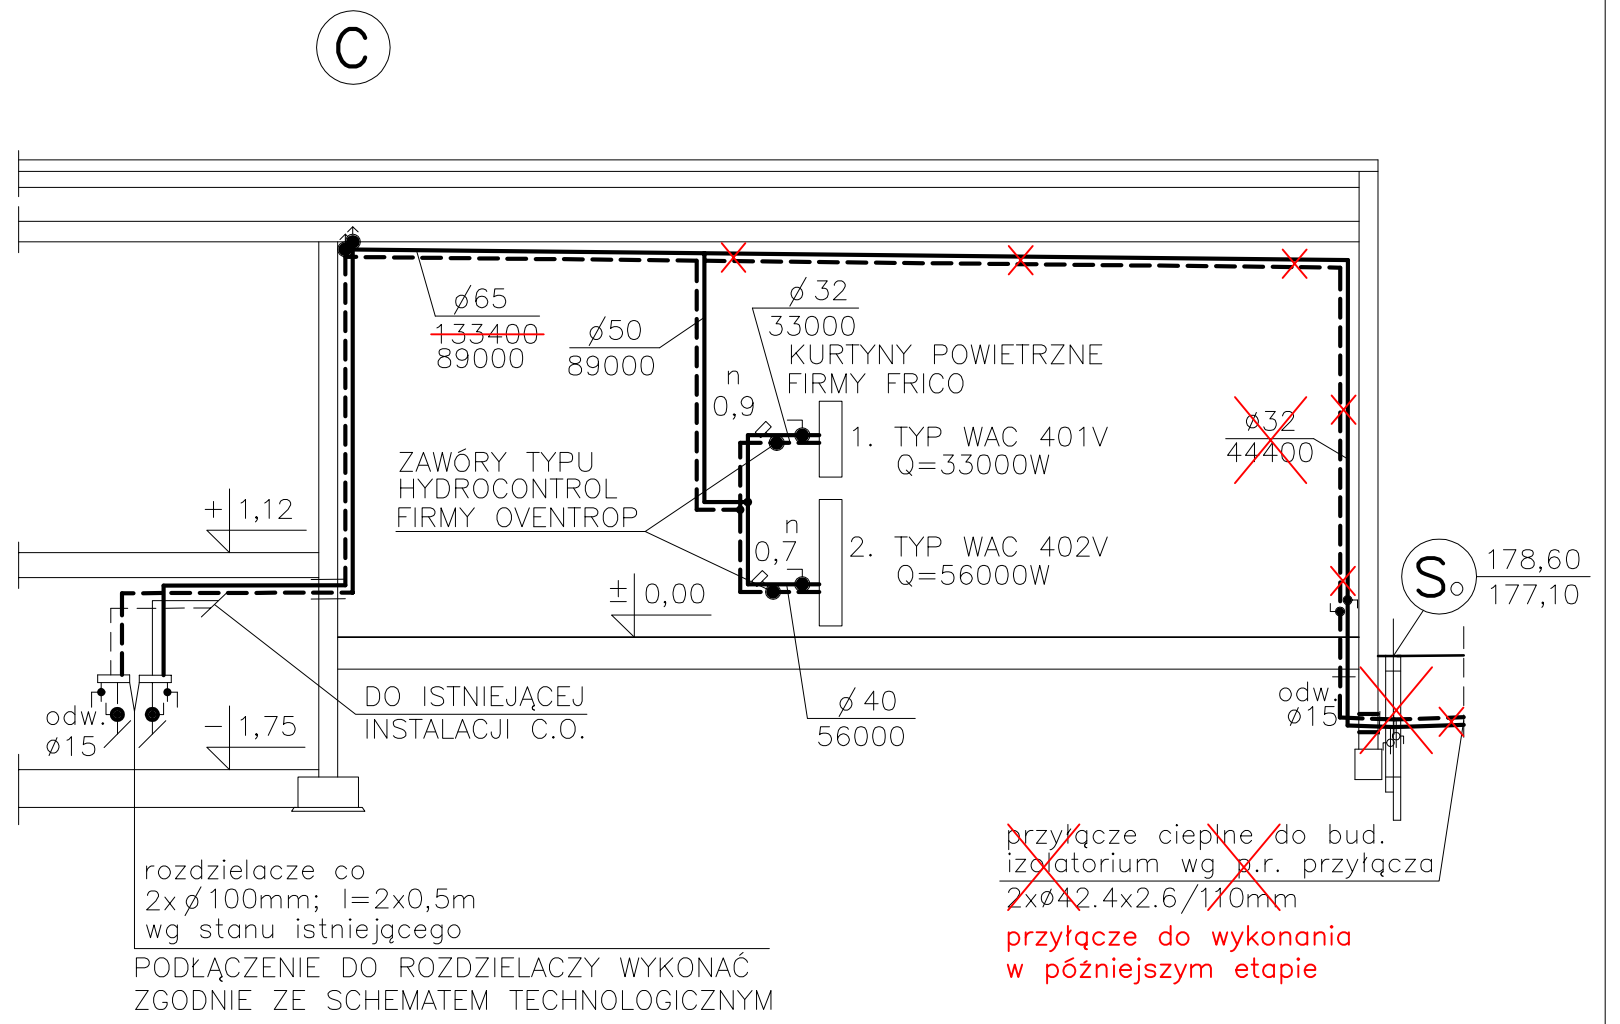 C
ø65
133400
89000
ø50
89000
ø32
33000
KURTYNY POWIETRZNE
FIRMY FRICO
n
0,9
1. TYP WAC 401V
Q=33000W
ø32
44400
ZAWÓRY TYPU
HYDROCONTROL
FIRMY OVENTROP
+1,12
n
0,7
2. TYP WAC 402V
Q=56000W
±0,00
So
178,60
177,10
DO ISTNIEJĄCEJ
INSTALACJI C.O.
ø40
56000
odw.
ø15
odw.
ø15
-1,75
rozdzielacze co
2xø100mm; l=2x0,5m
wg stanu istniejącego
PODŁĄCZENIE DO ROZDZIELACZY WYKONAĆ
ZGODNIE ZE SCHEMATEM TECHNOLOGICZNYM
przyłącze cieplne do bud.
izolatorium wg p.r. przyłącza
2xø42.4x2.6/110mm
przyłącze do wykonania
w późniejszym etapie